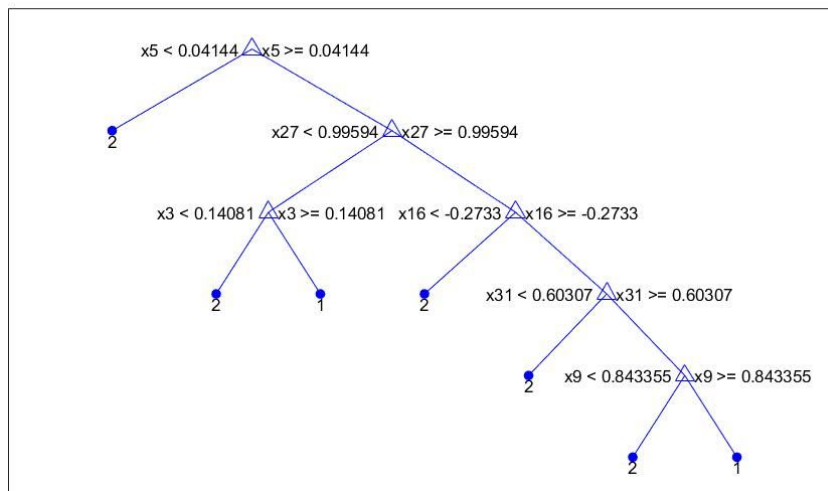 x5 < 0.04144 x5 >= 0.04144
2
x27 < 0.99594 x27 >= 0.99594
x3 < 0.14081 x3 >= 0.14081 x16 < -0.2733 x16 >= -0.2733
2 1 2
x31 < 0.60307 x31 >= 0.60307
2
x9 < 0.843355 x9 >= 0.843355
2 1